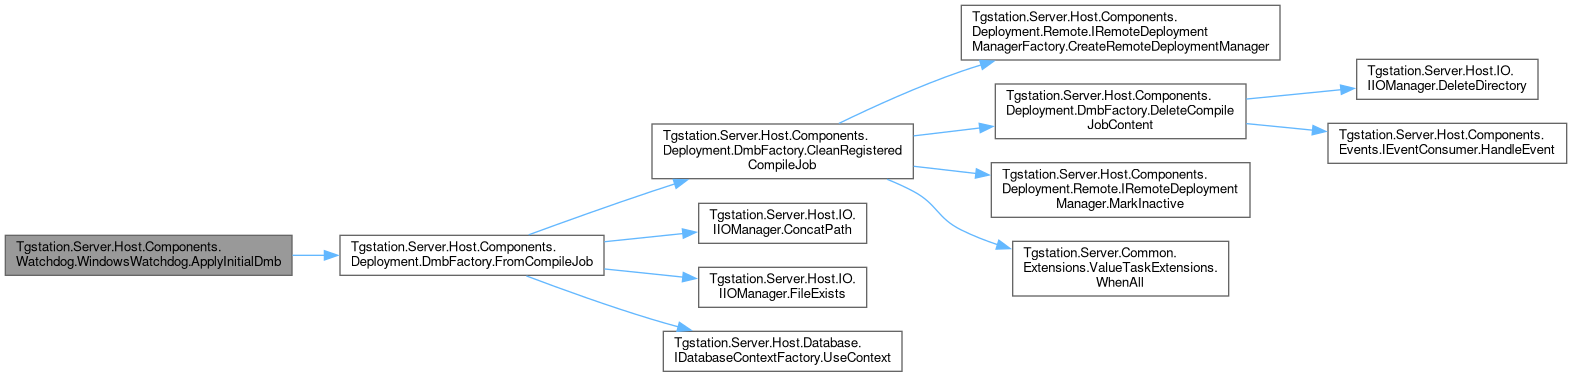 Tgstation.Server.Host.Components.
Watchdog.WindowsWatchdog.ApplyInitialDmb
Tgstation.Server.Host.Components.
Deployment.DmbFactory.FromCompileJob
Tgstation.Server.Host.Components.
Deployment.DmbFactory.CleanRegistered
CompileJob
Tgstation.Server.Host.IO.
IIOManager.ConcatPath
Tgstation.Server.Host.IO.
IIOManager.FileExists
Tgstation.Server.Host.Database.
IDatabaseContextFactory.UseContext
Tgstation.Server.Host.Components.
Deployment.Remote.IRemoteDeployment
ManagerFactory.CreateRemoteDeploymentManager
Tgstation.Server.Host.Components.
Deployment.DmbFactory.DeleteCompile
JobContent
Tgstation.Server.Host.Components.
Deployment.Remote.IRemoteDeployment
Manager.MarkInactive
Tgstation.Server.Common.
Extensions.ValueTaskExtensions.
WhenAll
Tgstation.Server.Host.IO.
IIOManager.DeleteDirectory
Tgstation.Server.Host.Components.
Events.IEventConsumer.HandleEvent